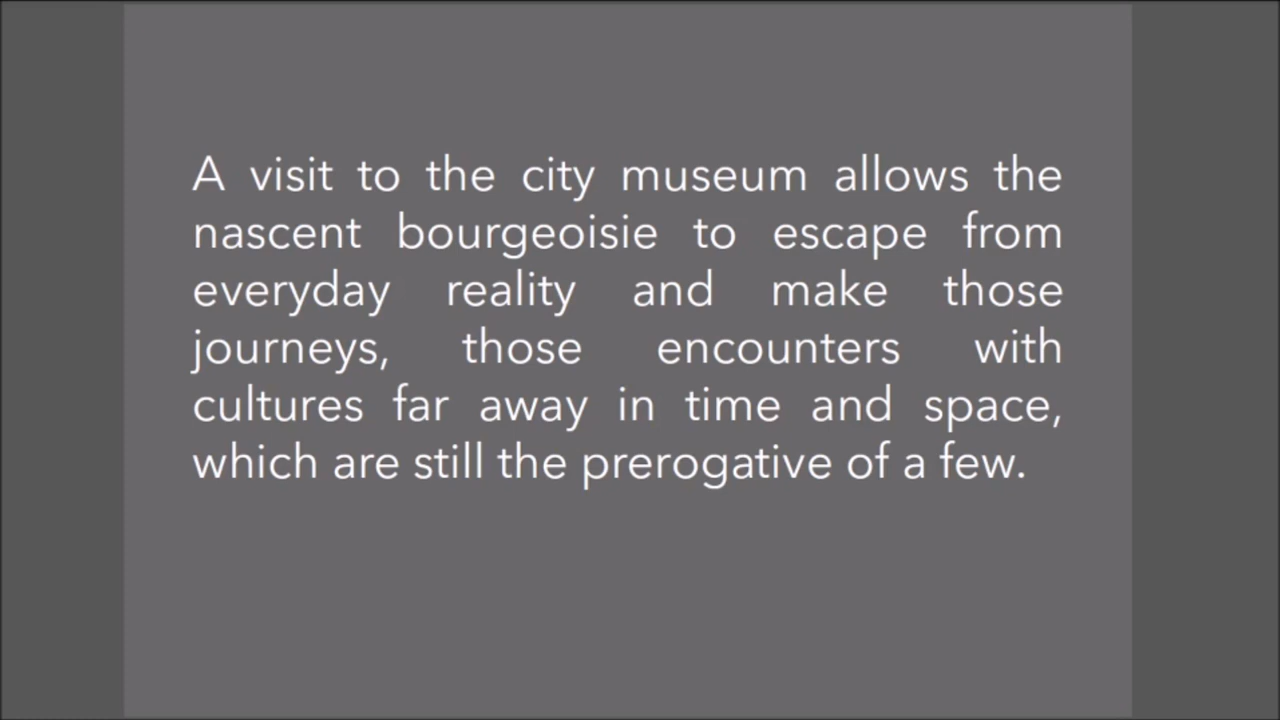 A visit to the city museum allows the
nascent bourgeoisie to escape from
everyday reality and make those
journeys, those encounters with
cultures far away in time and space,
which are still the prerogative of a few.